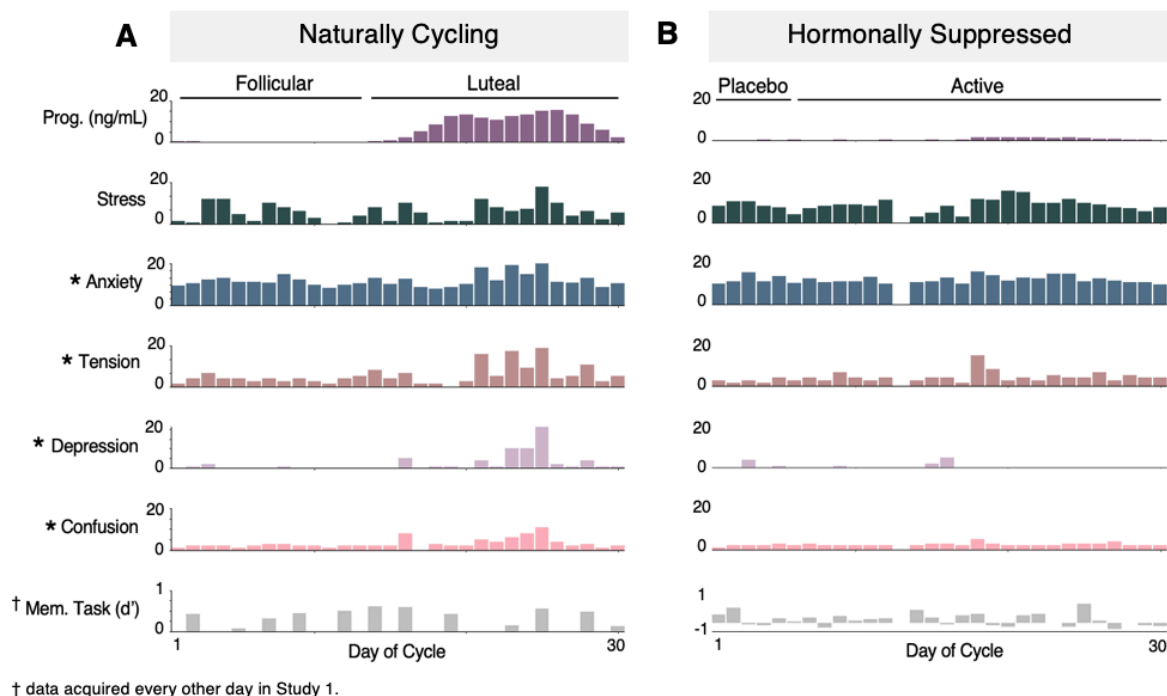 A Naturally Cycling
B Hormonally Suppressed
Follicular Luteal
Placebo Active
Prog. (ng/mL) 20 0
20 0
Stress 20 0
20 0
* Anxiety 20 0
20 0
* Tension 20 0
20 0
* Depression 20 0
20 0
* Confusion 20 0
20 0
† Mem. Task (d') 1 0
1 -1
1 Day of Cycle 30
1 Day of Cycle 30
† data acquired every other day in Study 1.